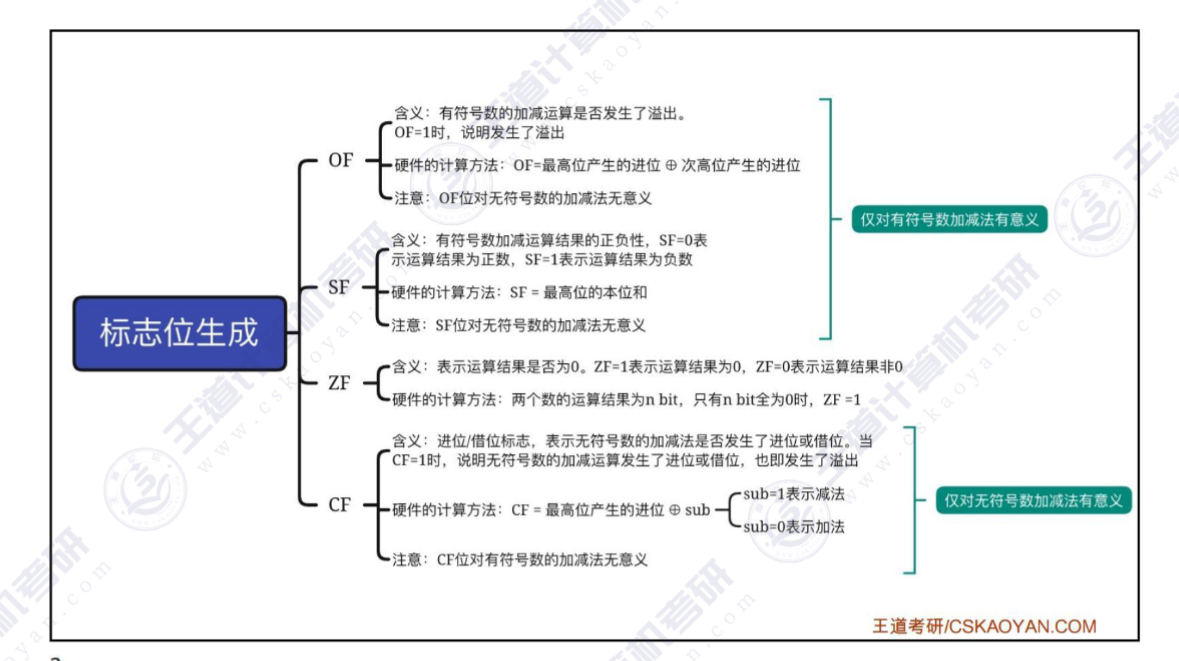 标志位生成
OF
含义：有符号数的加减运算是否发生了溢出。
OF=1时，说明发生了溢出
硬件的计算方法：OF=最高位产生的进位 ⊕ 次高位产生的进位
注意：OF位对无符号数的加减法无意义
SF
含义：有符号数加减运算结果的正负性，SF=0表
示运算结果为正数，SF=1表示运算结果为负数
硬件的计算方法：SF = 最高位的本位和
注意：SF位对无符号数的加减法无意义
仅对有符号数加减法有意义
ZF
含义：表示运算结果是否为0。ZF=1表示运算结果为0，ZF=0表示运算结果非0
硬件的计算方法：两个数的运算结果为n bit，只有n bit全为0时，ZF =1
CF
含义：进位/借位标志，表示无符号数的加减法是否发生了进位或借位。当
CF=1时，说明无符号数的加减运算发生了进位或借位，也即发生了溢出
硬件的计算方法：CF = 最高位产生的进位 ⊕ sub
sub=1表示减法
sub=0表示加法
注意：CF位对有符号数的加减法无意义
仅对无符号数加减法有意义
王道考研/CSKAOYAN.COM